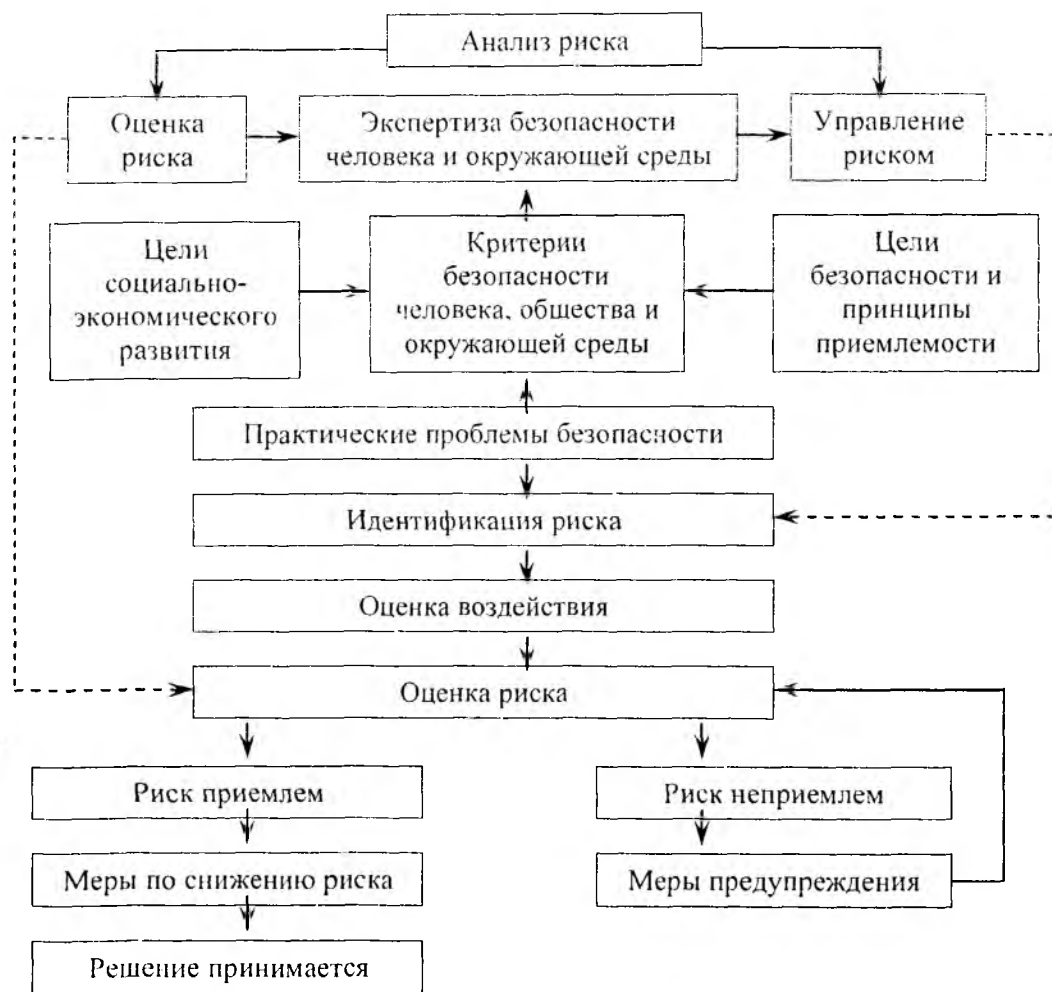 Анализ риска
Оценка
риска
Экспертиза безопасности
человека и окружающей среды
Управление
риском
Цели
социально-
экономического
развития
Критерии
безопасности
человека, общества и
окружающей среды
Цели
безопасности и
принципы
приемлемости
Практические проблемы безопасности
Идентификация риска
Оценка воздействия
Оценка риска
Риск приемлем
Риск неприемлем
Меры по снижению риска
Меры предупреждения
Решение принимается